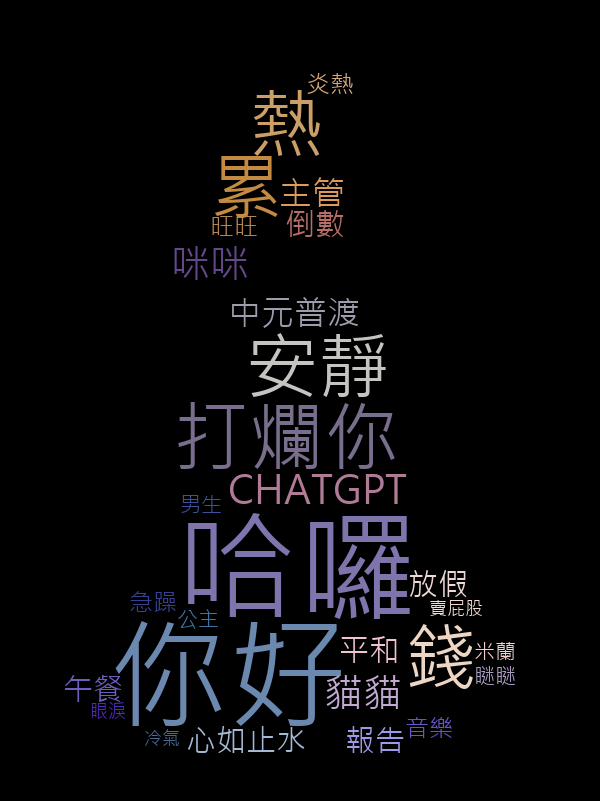 炎熱
熱
累
主管
旺旺
倒數
咪咪
中元普渡
安靜
打爛你
CHATGPT
男生
哈囉
放假
急躁
賣屁股
公主
你好
平和
錢
米蘭
瞇瞇
午餐
貓貓
眼淚
音樂
冷氣
心如止水
報告